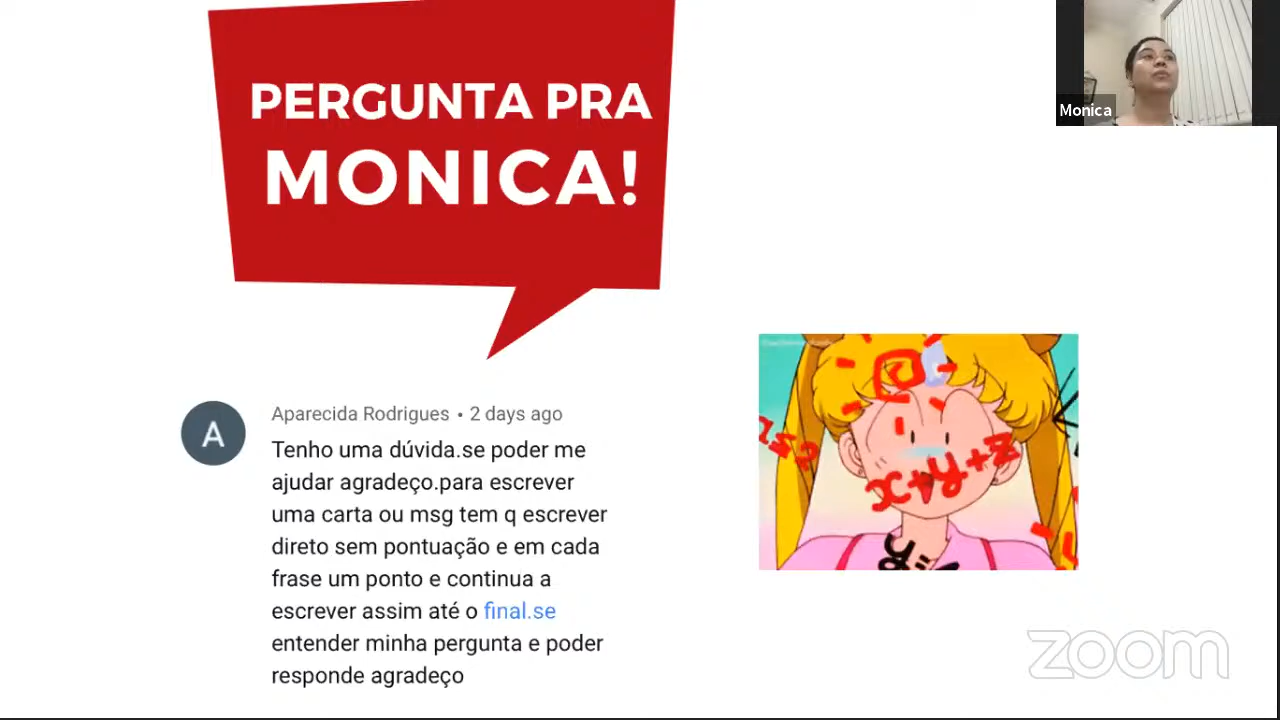 PERGUNTA PRA
MONICA!
Monica
A
Aparecida Rodrigues • 2 days ago
Tenho uma dúvida.se poder me
ajudar agradeço.para escrever
uma carta ou msg tem q escrever
direto sem pontuação e em cada
frase um ponto e continua a
escrever assim até o final.se
entender minha pergunta e poder
responde agradeço
x+y+z
zoom